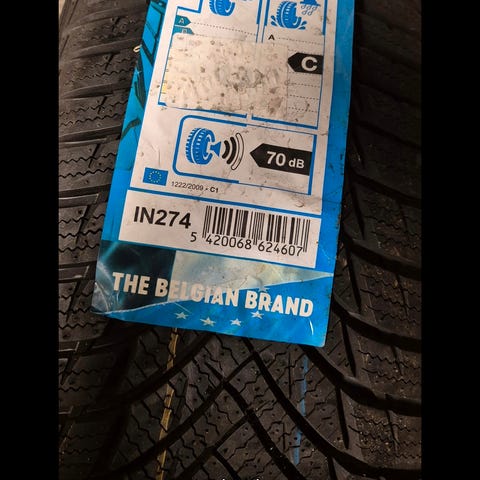 A
A
C
70 dB
1222/2009 - C1
IN274
5 420068 624607
THE BELGIAN BRAND